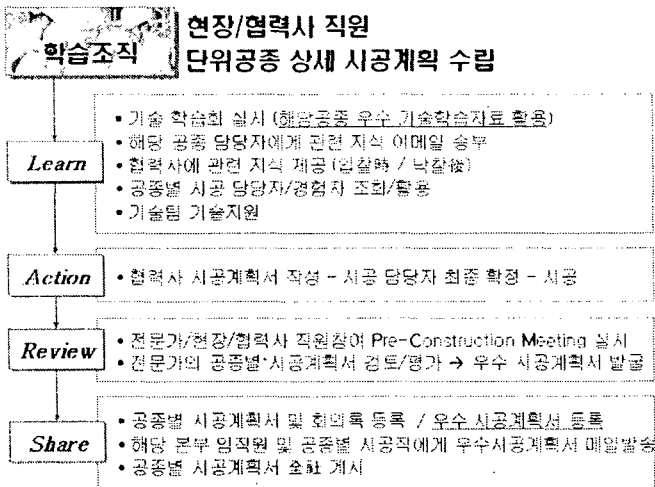 현장/협력사 직원
학습조직
단위공종 상세 시공계획 수립
Learn
• 기술 학습회 실시 (해당공종 우수 기술학습자료 활용)
• 해당 공종 담당자에게 관련 지식 이메일 송부
• 협력사에 관련 지식 제공 (입찰時 / 낙찰後)
• 공종별 시공 담당자/경험자 조회/활용
• 기술팀 기술지원
Action
• 협력사 시공계획서 작성 - 시공 담당자 최종 확정 - 시공
Review
• 전문가/현장/협력사 직원참여 Pre-Construction Meeting 실시
• 전문가의 공종별 시공계획서 검토/평가 → 우수 시공계획서 발굴
Share
• 공종별 시공계획서 및 회의록 등록 / 우수 시공계획서 등록
• 해당 본부 임직원 및 공종별 시공직에게 우수시공계획서 메일발송
• 공종별 시공계획서 全社 게시